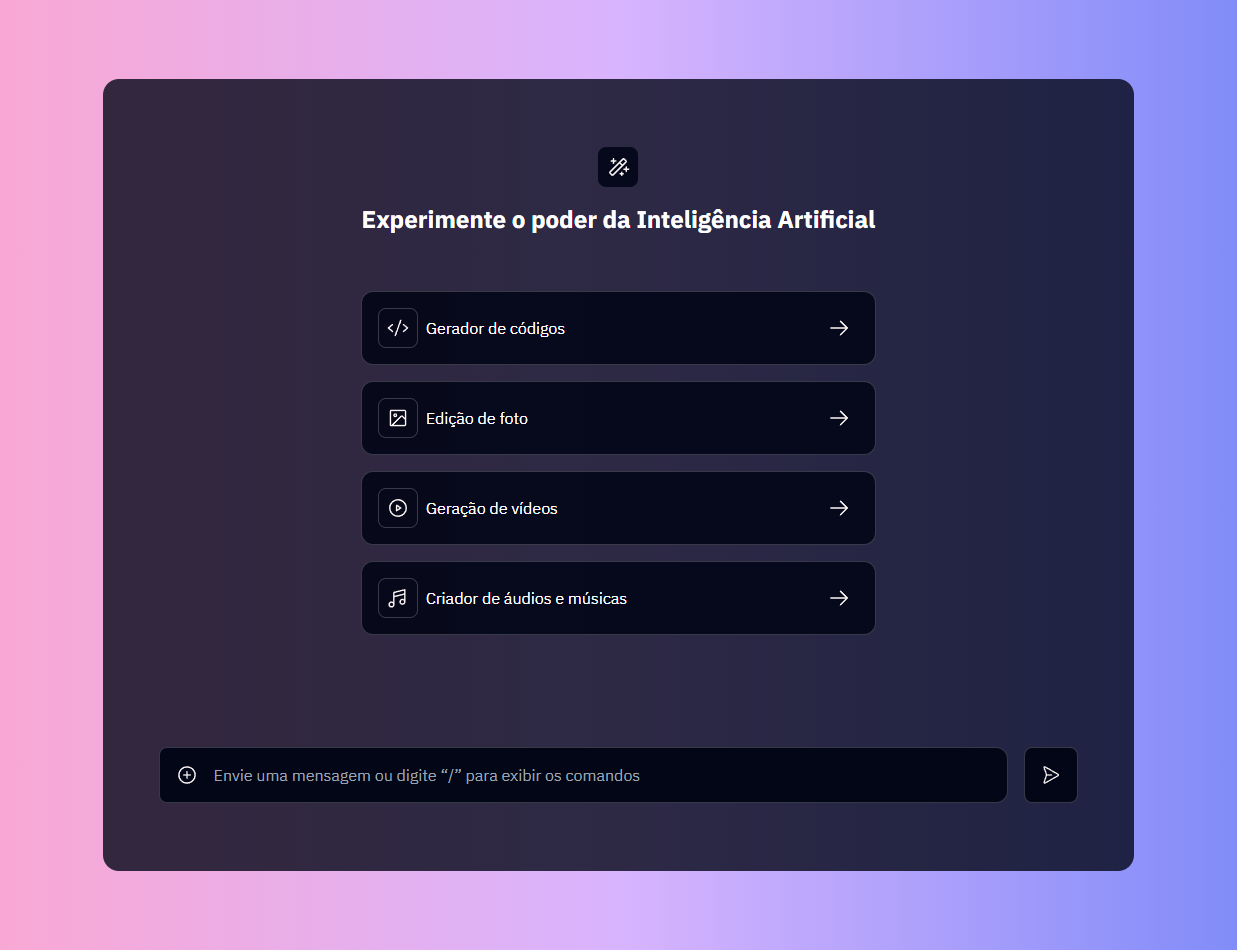 Experimente o poder da Inteligência Artificial
Gerador de códigos
Edição de foto
Geração de vídeos
Criador de áudios e músicas
Envie uma mensagem ou digite “/” para exibir os comandos